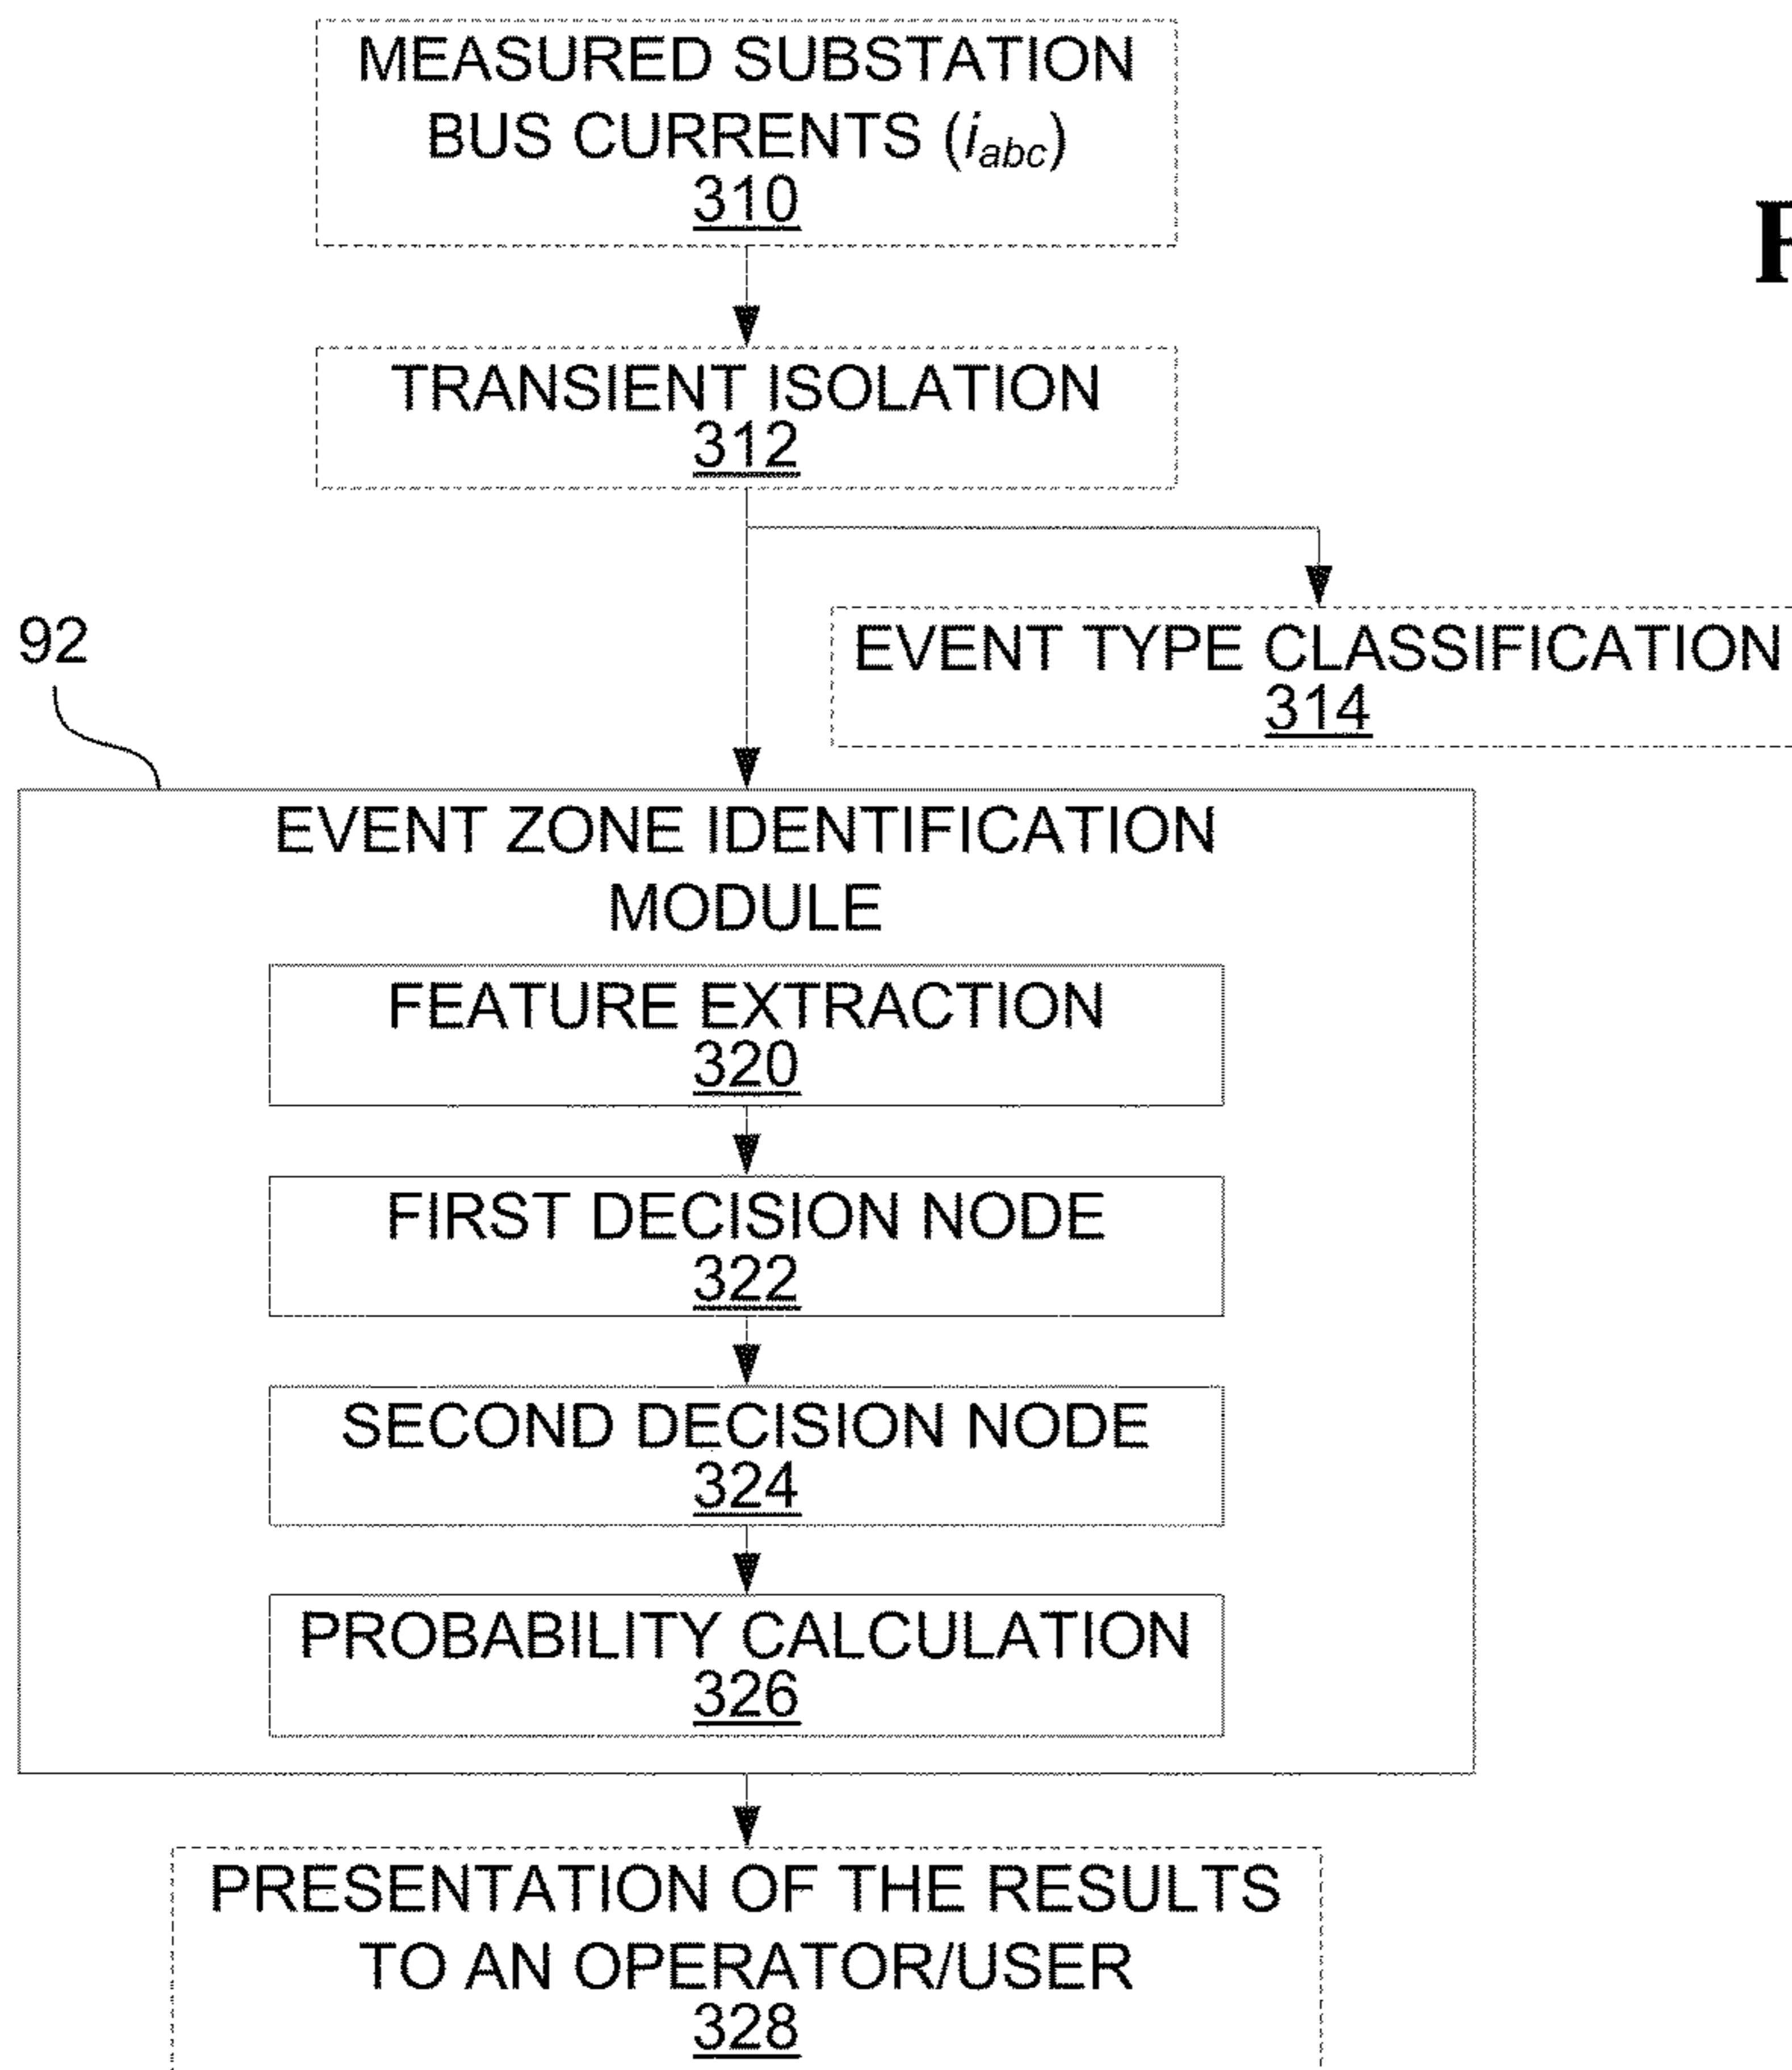 MEASURED SUBSTATION
BUS CURRENTS (iabc)
310
F
TRANSIENT ISOLATION
312
92
EVENT TYPE CLASSIFICATION
314
EVENT ZONE IDENTIFICATION
MODULE
FEATURE EXTRACTION
320
FIRST DECISION NODE
322
SECOND DECISION NODE
324
PROBABILITY CALCULATION
326
PRESENTATION OF THE RESULTS
TO AN OPERATOR/USER
328